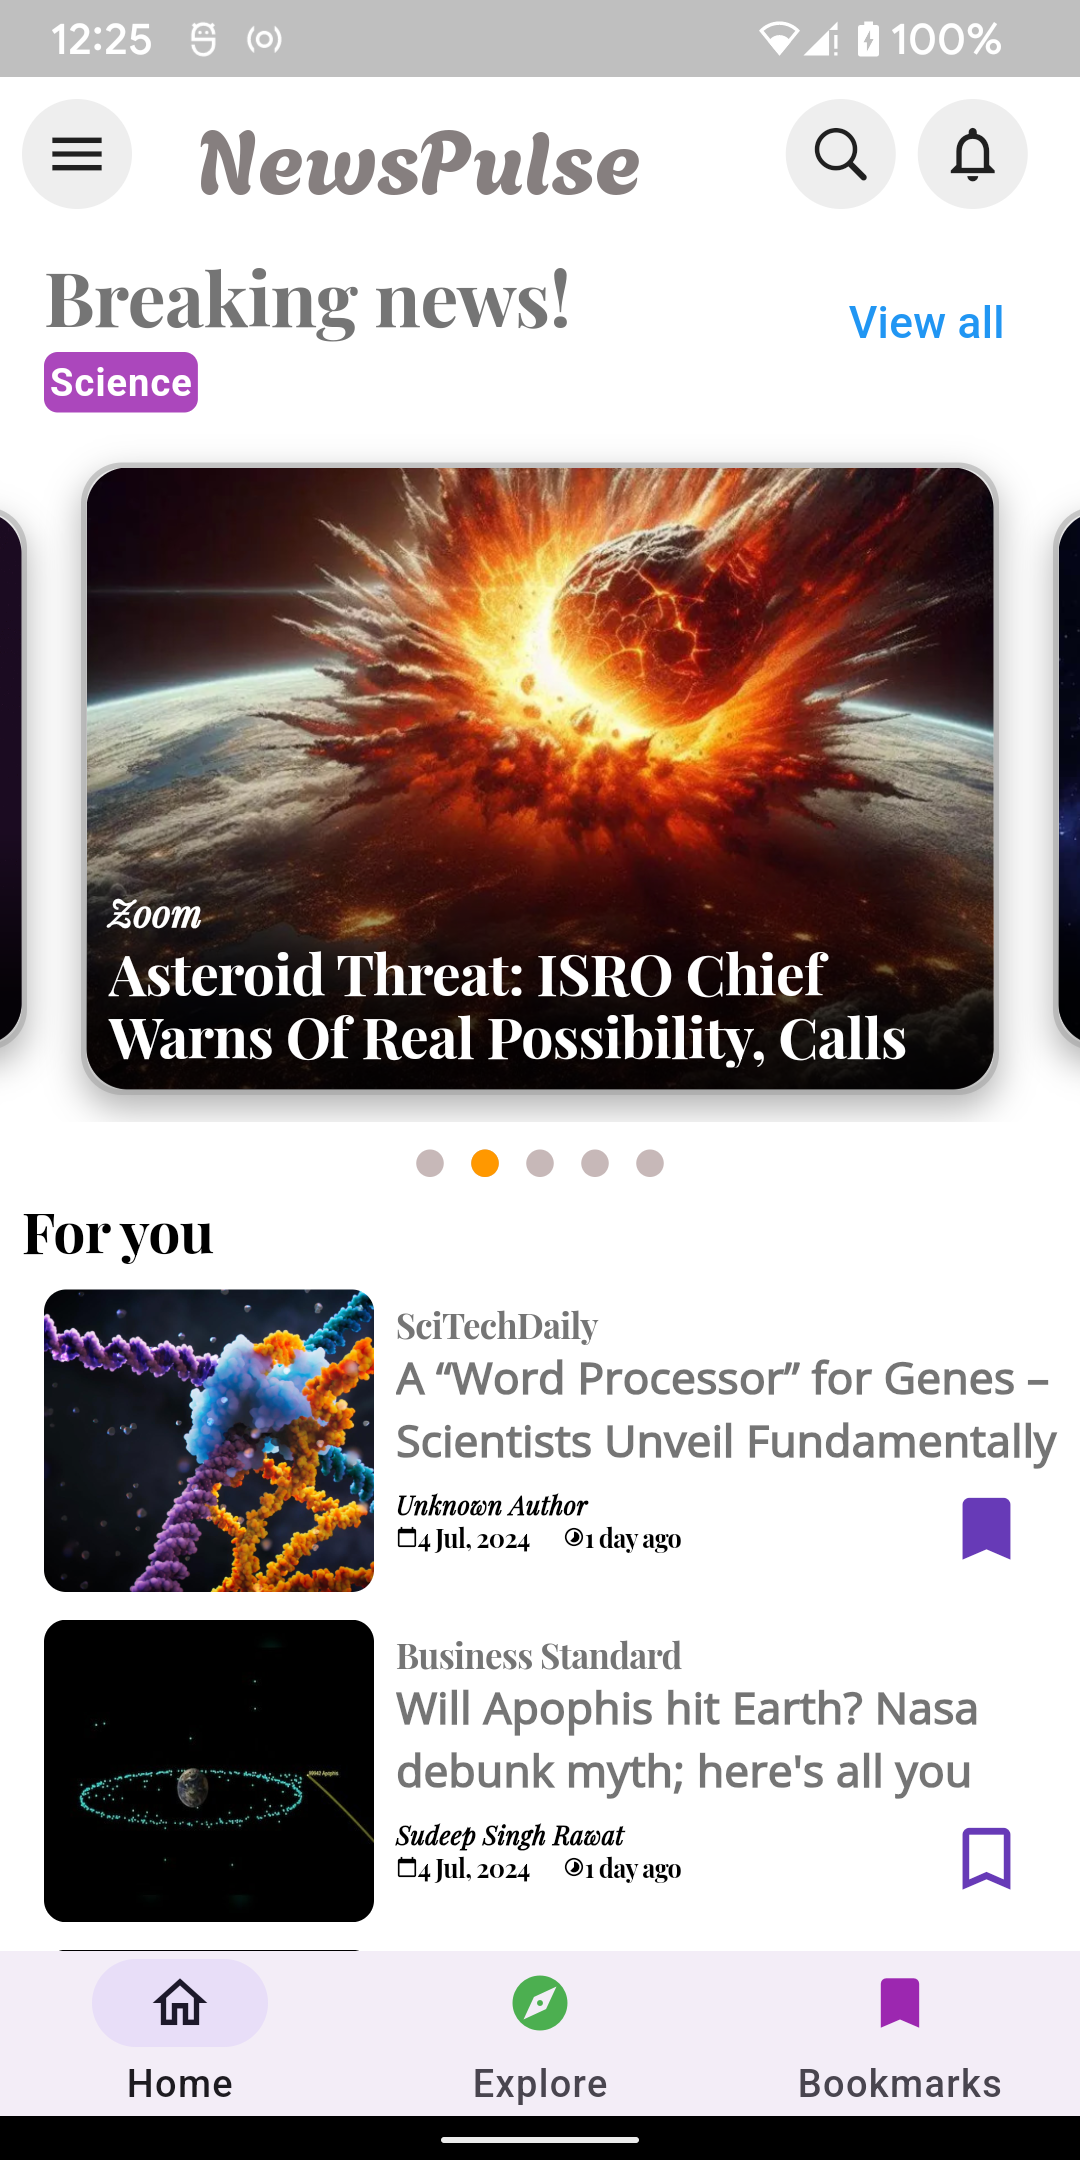 12:25
100%
NewsPulse
Breaking news!
View all
Science
Zoom
Asteroid Threat: ISRO Chief
Warns Of Real Possibility, Calls
For you
SciTechDaily
A “Word Processor” for Genes –
Scientists Unveil Fundamentally
Unknown Author
4 Jul, 2024
1 day ago
Business Standard
Will Apophis hit Earth? Nasa
debunk myth; here's all you
Sudeep Singh Rawat
4 Jul, 2024
1 day ago
Home
Explore
Bookmarks